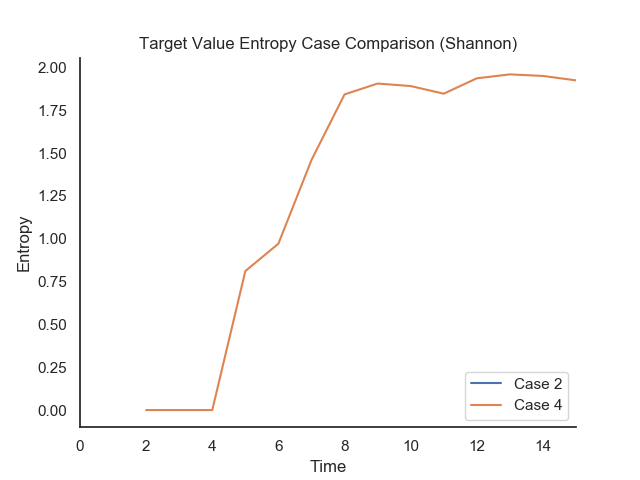 Target Value Entropy Case Comparison (Shannon)
2.00
1.75
1.50
1.25
1.00
0.75
0.50
0.25
0.00
Entropy
Case 2
Case 4
0 2 4 6 8 10 12 14
Time